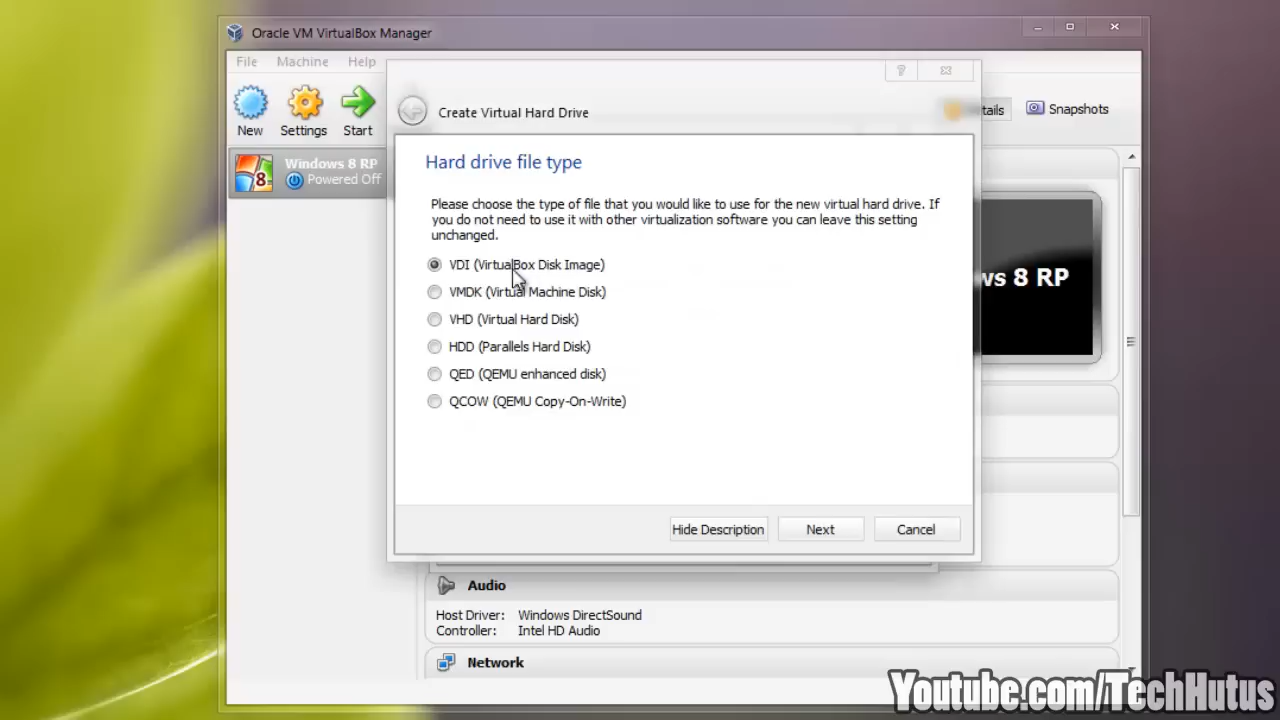 Oracle VM VirtualBox Manager
File Machine Help
?
Create Virtual Hard Drive
New Settings Start
Snapshots
Windows 8 RP
Powered Off
8
Hard drive file type
Please choose the type of file that you would like to use for the new virtual hard drive. If
you do not need to use it with other virtualization software you can leave this setting
unchanged.
VDI (VirtualBox Disk Image)
VMDK (Virtual Machine Disk)
VHD (Virtual Hard Disk)
HDD (Parallels Hard Disk)
QED (QEMU enhanced disk)
QCOW (QEMU Copy-On-Write)
ws 8 RP
Hide Description Next Cancel
Audio
Host Driver: Windows DirectSound
Controller: Intel HD Audio
Network
Youtube.com/TechHutus